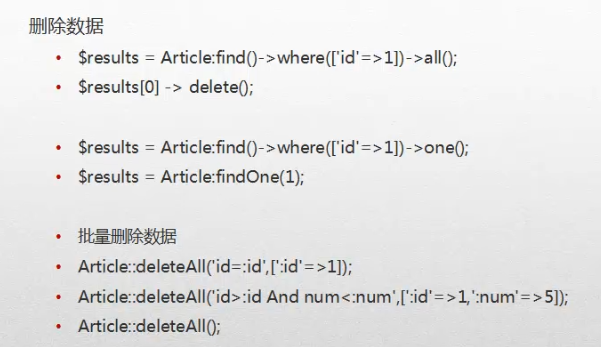 删除数据
• $results = Article:find()->where(['id'=>1])->all();
• $results[0] -> delete();
• $results = Article:find()->where(['id'=>1])->one();
• $results = Article:findOne(1);
• 批量删除数据
• Article::deleteAll('id=:id',[':id'=>1]);
• Article::deleteAll('id>:id And num<:num',[':id'=>1,':num'=>5]);
• Article::deleteAll();